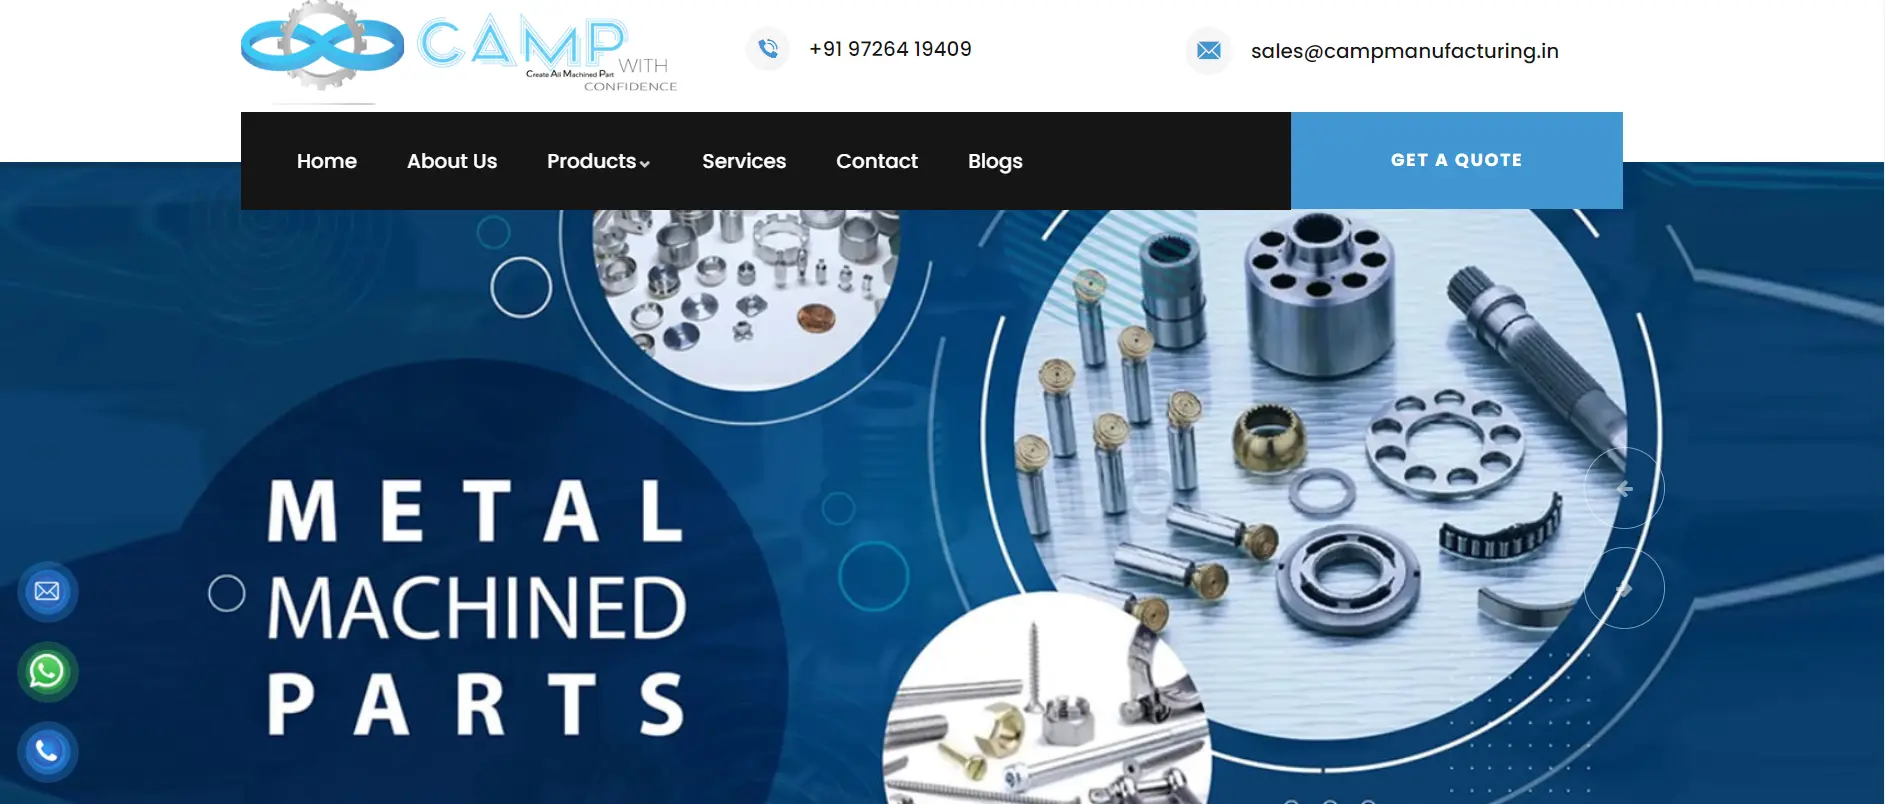 CAMP
Create All Machined Part
WITH
CONFIDENCE
+91 97264 19409
sales@campmanufacturing.in
Home
About Us
Products
Services
Contact
Blogs
GET A QUOTE
METAL
MACHINED
PARTS